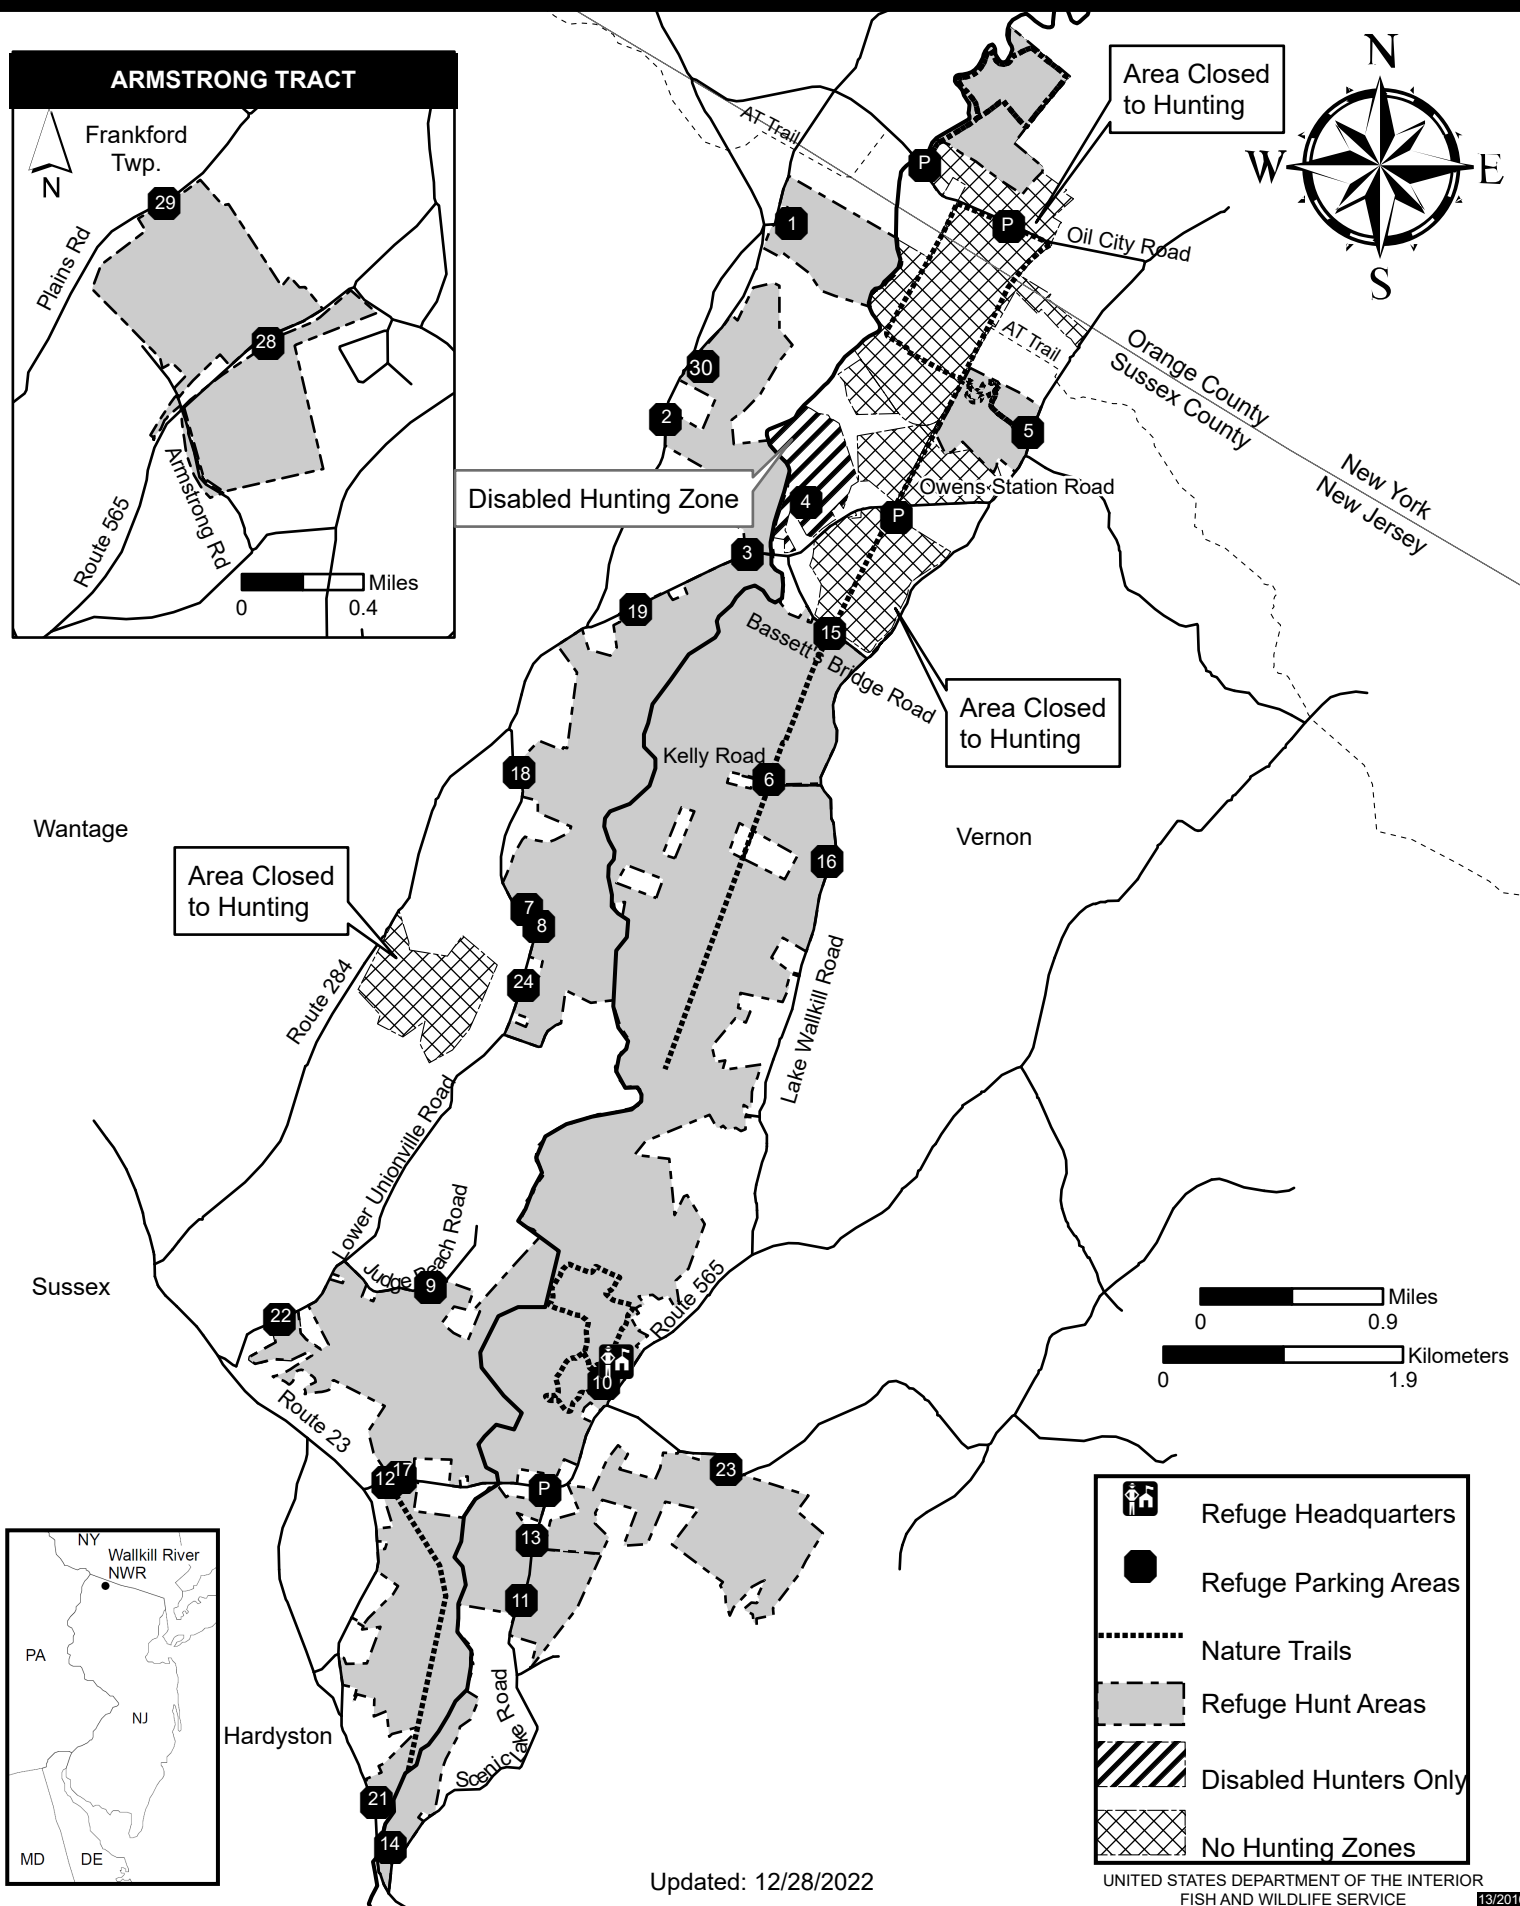 ARMSTRONG TRACT
Frankford
Twp.
N
29
Plains Rd
28
Armstrong Rd
Route 565
Miles
0
0.4
Area Closed
to Hunting
N
W
E
S
AT Trail
P
1
P
Oil City Road
AT Trail
Orange County
Sussex County
New York
New Jersey
30
2
5
Disabled Hunting Zone
4
Owens Station Road
P
3
19
15
Bassett's Bridge Road
Area Closed
to Hunting
Kelly Road
6
18
Wantage
Vernon
16
Area Closed
to Hunting
7
8
24
Route 284
Lake Wallkill Road
Lower Unionville Road
Judge Beach Road
9
Sussex
22
Route 565
10
Route 23
Miles
0
0.9
Kilometers
0
1.9
12
17
P
23
13
11
Scenic Lake Road
Hardyston
21
14
NY
Wallkill River
NWR
PA
NJ
MD
DE
Refuge Headquarters
Refuge Parking Areas
Nature Trails
Refuge Hunt Areas
Disabled Hunters Only
No Hunting Zones
Updated: 12/28/2022
UNITED STATES DEPARTMENT OF THE INTERIOR
FISH AND WILDLIFE SERVICE